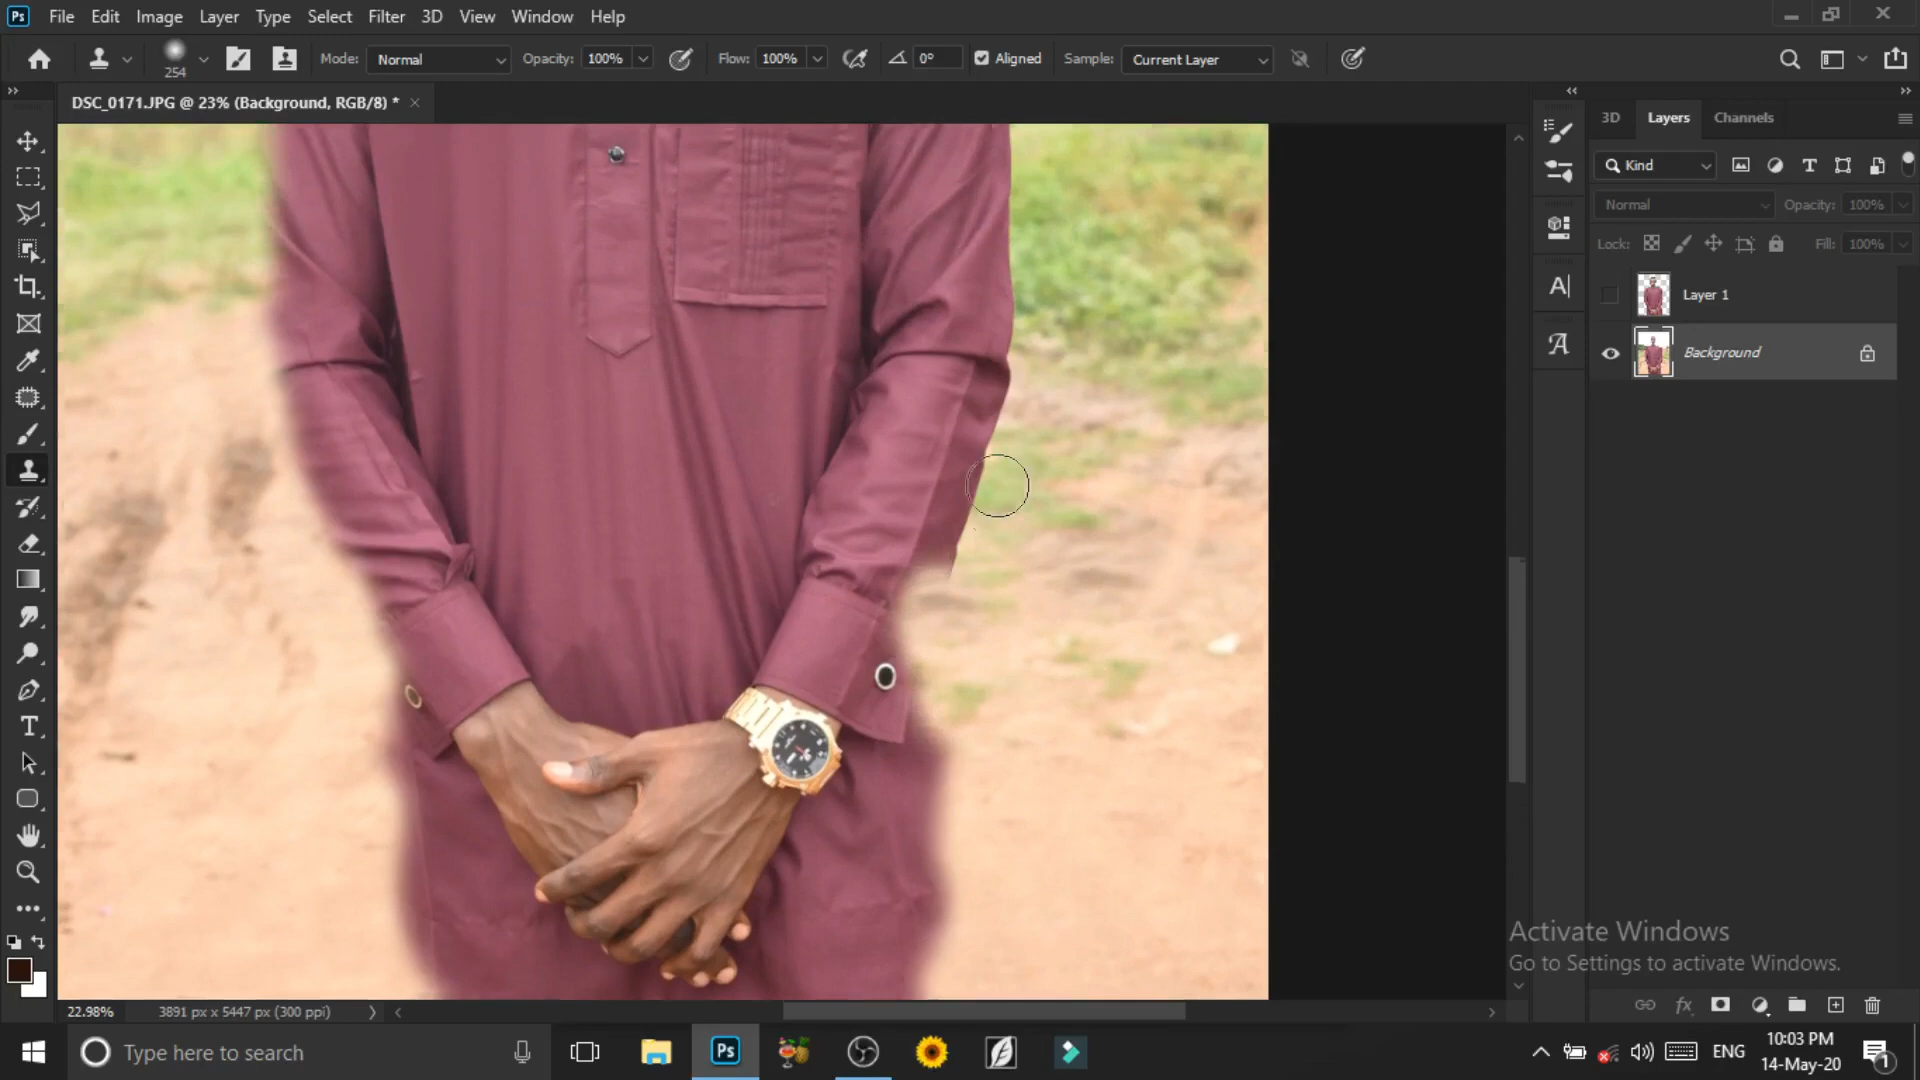 Ps File Edit Image Layer Type Select Filter 3D View Window Help
254 Mode: Normal Opacity: 100% Flow: 100% 0° Aligned Sample: Current Layer
DSC_0171.JPG @ 23% (Background, RGB/8) * ×
3D Layers Channels
Kind
Normal Opacity: 100%
Lock: Fill: 100%
Layer 1
Background
Activate Windows
Go to Settings to activate Windows.
22.98% 3891 px x 5447 px (300 ppi)
Type here to search
Ps
ENG
10:03 PM
14-May-20
1